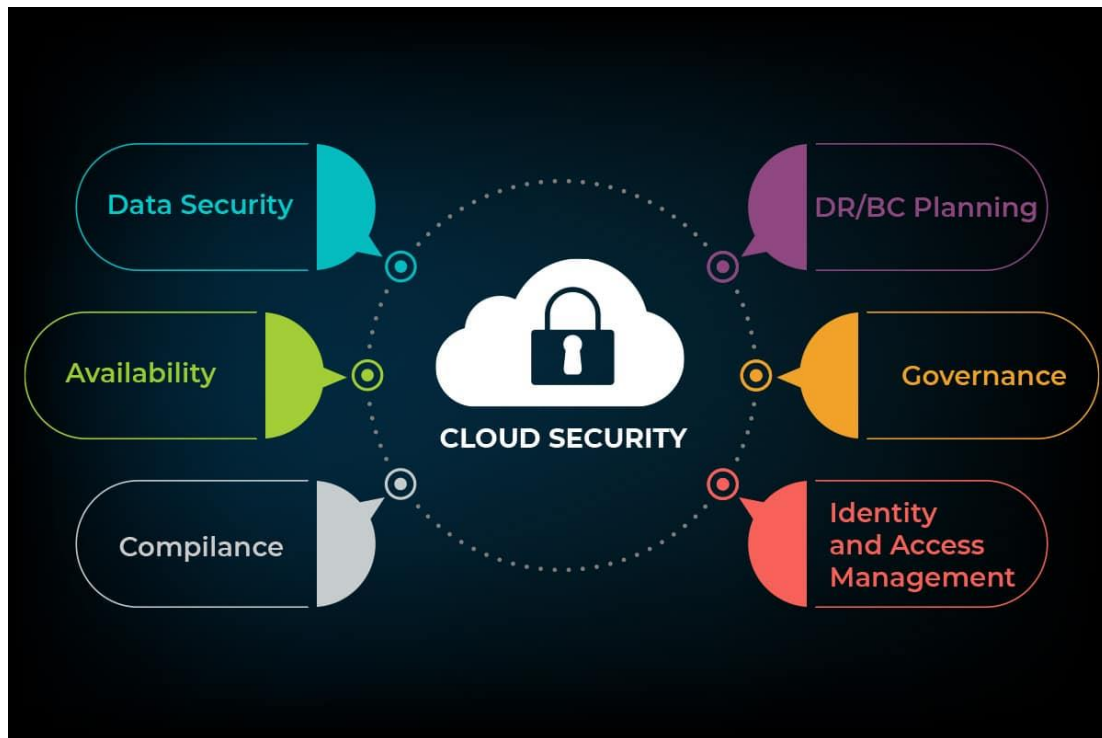 Data Security
Availability
Compilance
CLOUD SECURITY
DR/BC Planning
Governance
Identity
and Access
Management